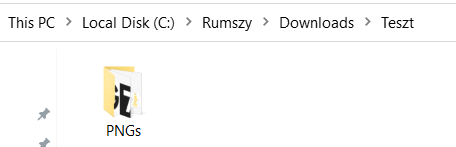 This PC > Local Disk (C:) > Rumszy > Downloads > Teszt
PNGs